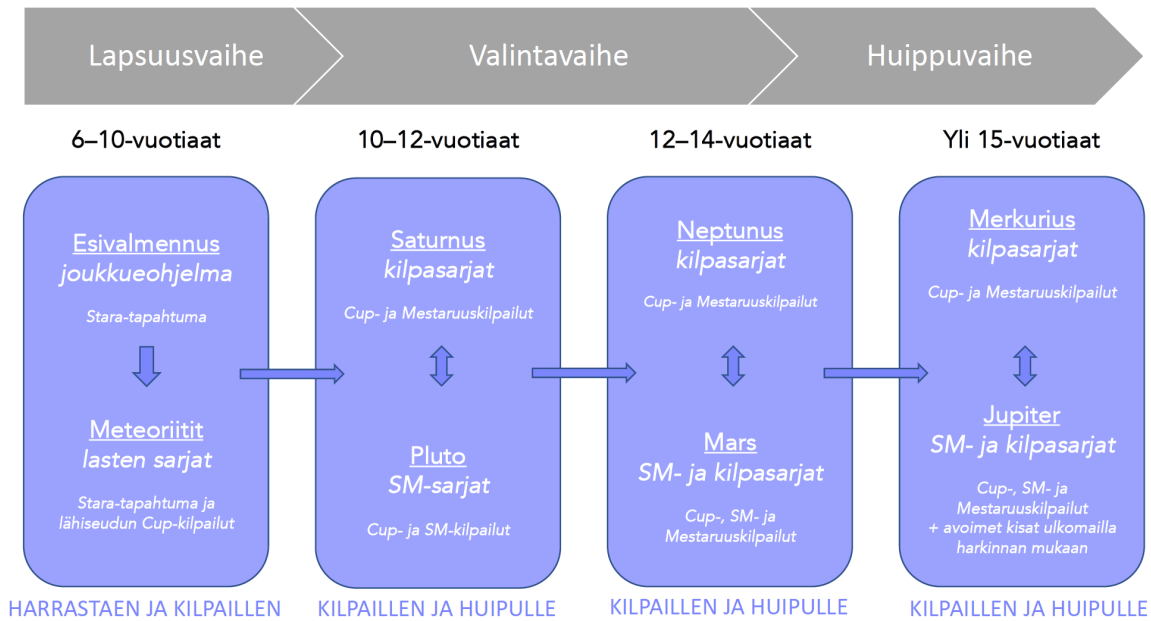 Lapsuusvaihe
Valintavaihe
Huippuvaihe
6–10-vuotiaat
10–12-vuotiaat
12–14-vuotiaat
Yli 15-vuotiaat
Esivalmennus
joukkueohjelma
Stara-tapahtuma
Meteoriitit
lasten sarjat
Stara-tapahtuma ja
lähiseudun Cup-kilpailut
HARRASTAEN JA KILPAILLEN
Saturnus
kilpasarjat
Cup- ja Mestaruuskilpailut
Pluto
SM-sarjat
Cup- ja SM-kilpailut
KILPAILLEN JA HUIPULLE
Neptunus
kilpasarjat
Cup- ja Mestaruuskilpailut
Mars
SM- ja kilpasarjat
Cup-, SM- ja
Mestaruuskilpailut
KILPAILLEN JA HUIPULLE
Merkurius
kilpasarjat
Cup- ja Mestaruuskilpailut
Jupiter
SM- ja kilpasarjat
Cup-, SM- ja
Mestaruuskilpailut
+ avoimet kisat ulkomailla
harkinnan mukaan
KILPAILLEN JA HUIPULLE